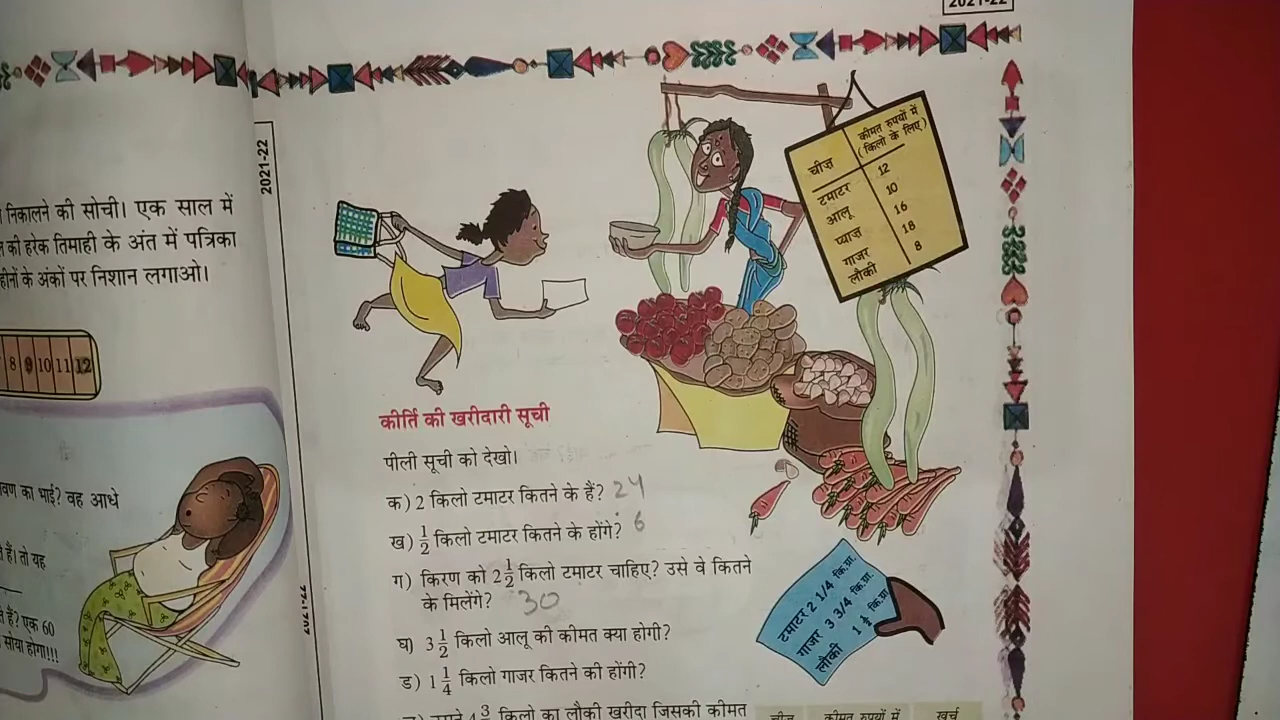 2021-22
2021-22
निकालने की सोची। एक साल में
की हरेक तिमाही के अंत में पत्रिका
के अंकों पर निशान लगाओ।
8 9 10 11 12
का भाई? वह आधे
तो यह
एक 60
सोया होगा!!!
चीज़ कीमत रुपयों में
(किलो के लिए)
टमाटर 12
आलू 10
प्याज़ 16
गाजर 18
लौकी 8
कीर्ति की खरीदारी सूची
पीली सूची को देखो।
क) 2 किलो टमाटर कितने के हैं? 24
ख) 1/2 किलो टमाटर कितने के होंगे? 6
ग) किरण को 2 1/2 किलो टमाटर चाहिए? उसे वे कितने
के मिलेंगे? 30
घ) 3 1/2 किलो आलू की कीमत क्या होगी?
ड) 1 1/4 किलो गाजर कितने की होंगी?
किलो का लौकी खरीदा जिसकी कीमत
टमाटर 2 1/4 कि.ग्रा.
गाजर 3 3/4 कि.ग्रा.
लौकी 1 कि.ग्रा.
चीज़ कीमत रुपयों में खर्च